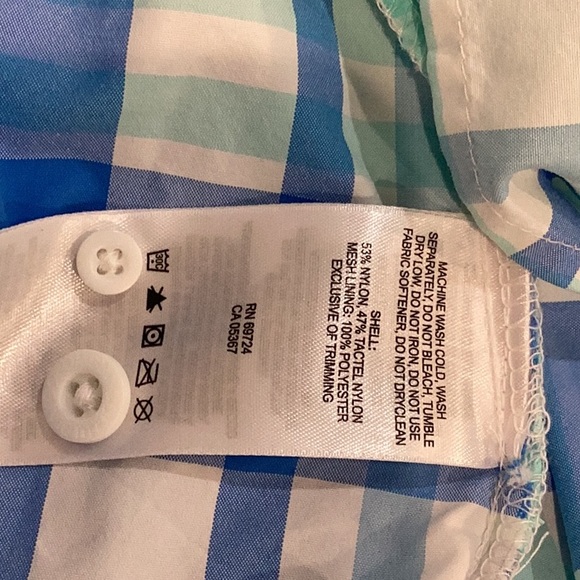 MACHINE WASH COLD, WASH
SEPARATELY, DO NOT BLEACH, TUMBLE
DRY LOW, DO NOT IRON, DO NOT USE
FABRIC SOFTENER, DO NOT DRYCLEAN
SHELL:
53% NYLON, 47% TACTEL NYLON
MESH LINING: 100% POLYESTER
EXCLUSIVE OF TRIMMING
RN 69724
CA 05367
30C